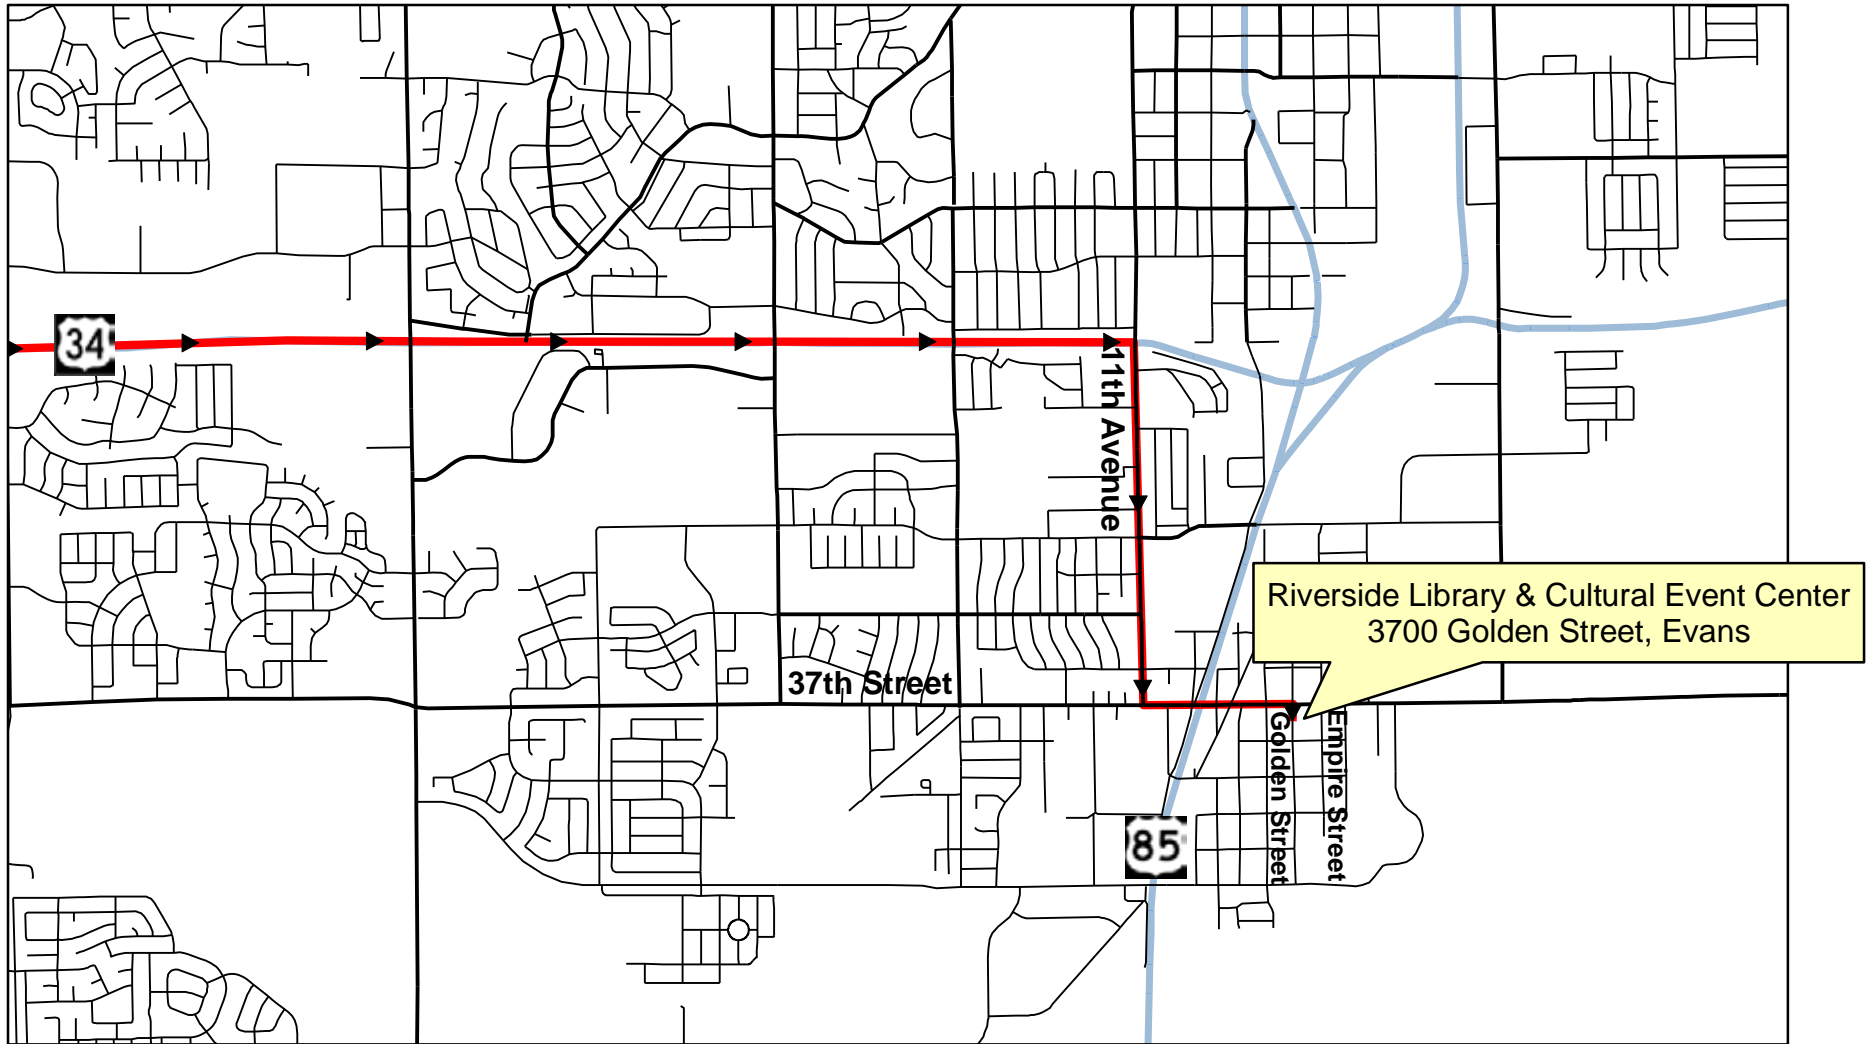 34
11th Avenue
Riverside Library & Cultural Event Center
3700 Golden Street, Evans
37th Street
Golden Street
Empire Street
85